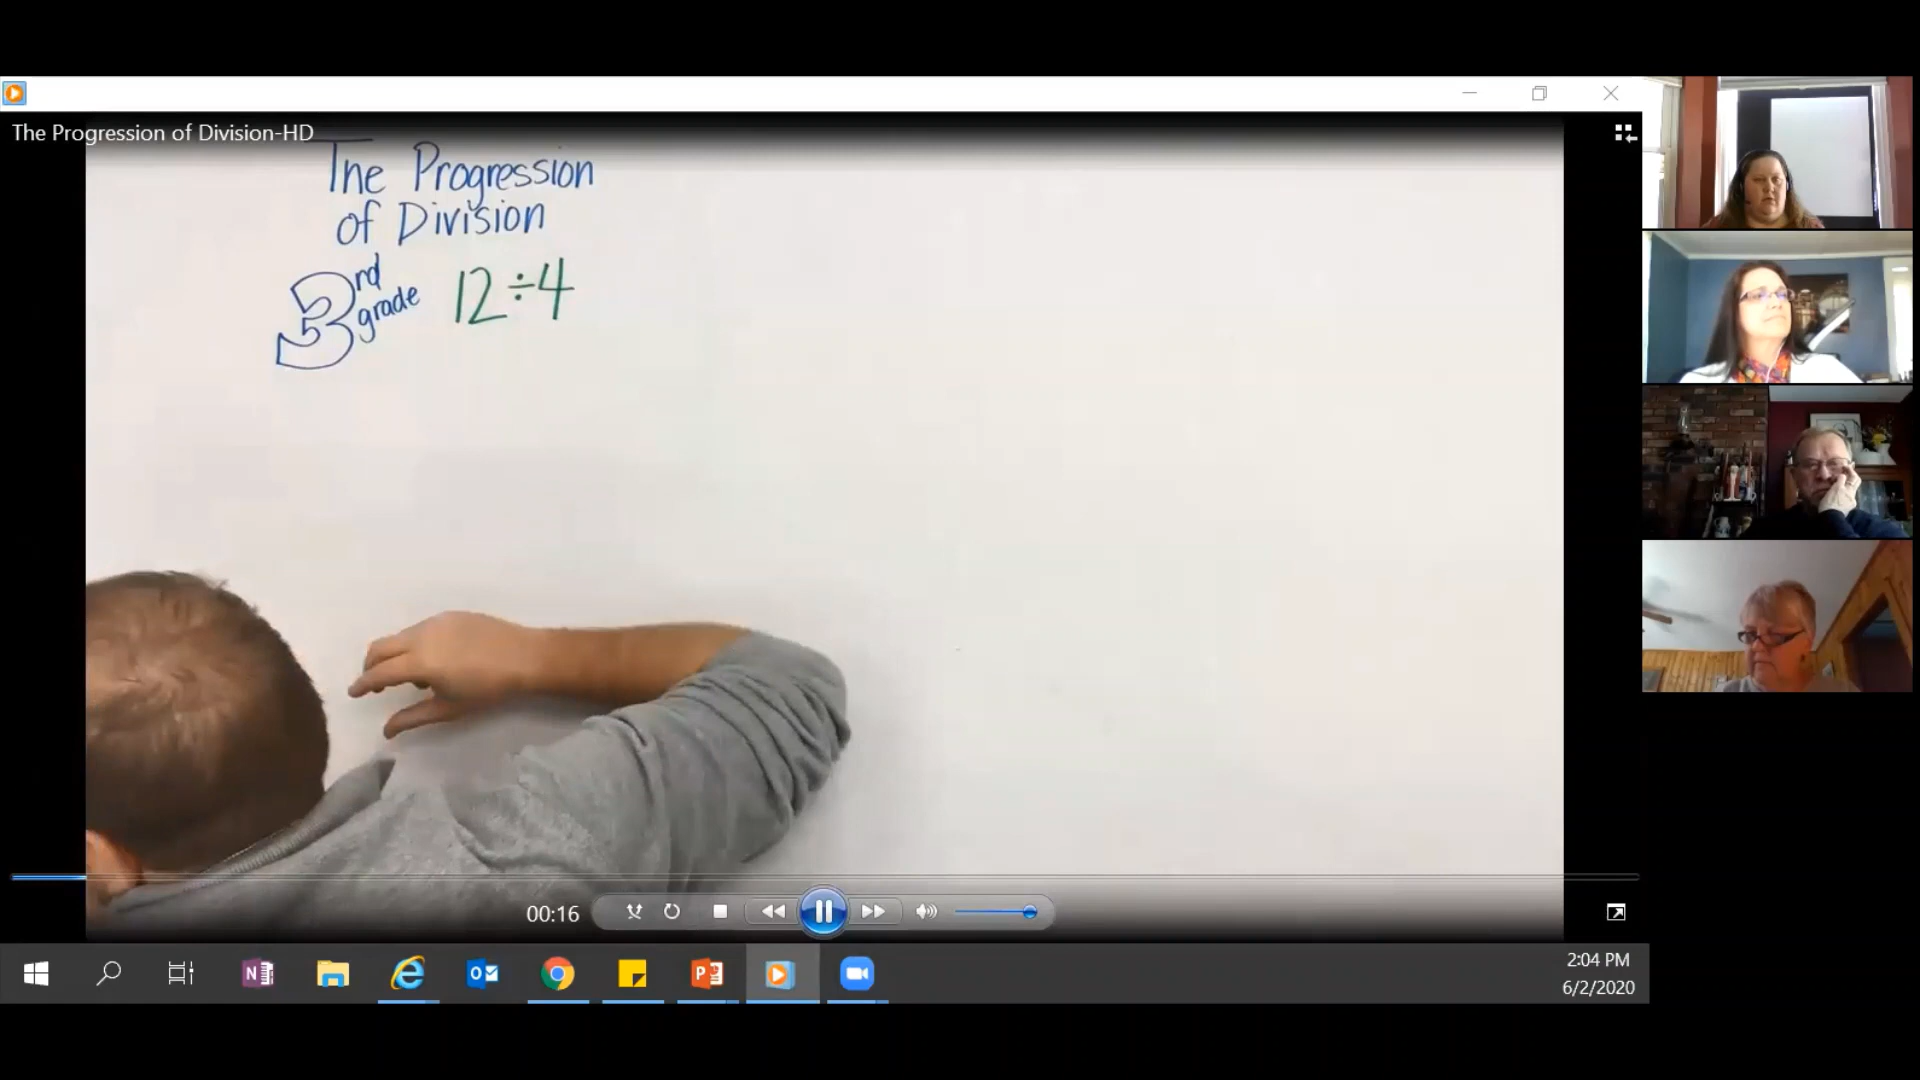 The Progression of Division-HD
The Progression
of Division
3rd grade 12÷4
00:16
2:04 PM
6/2/2020